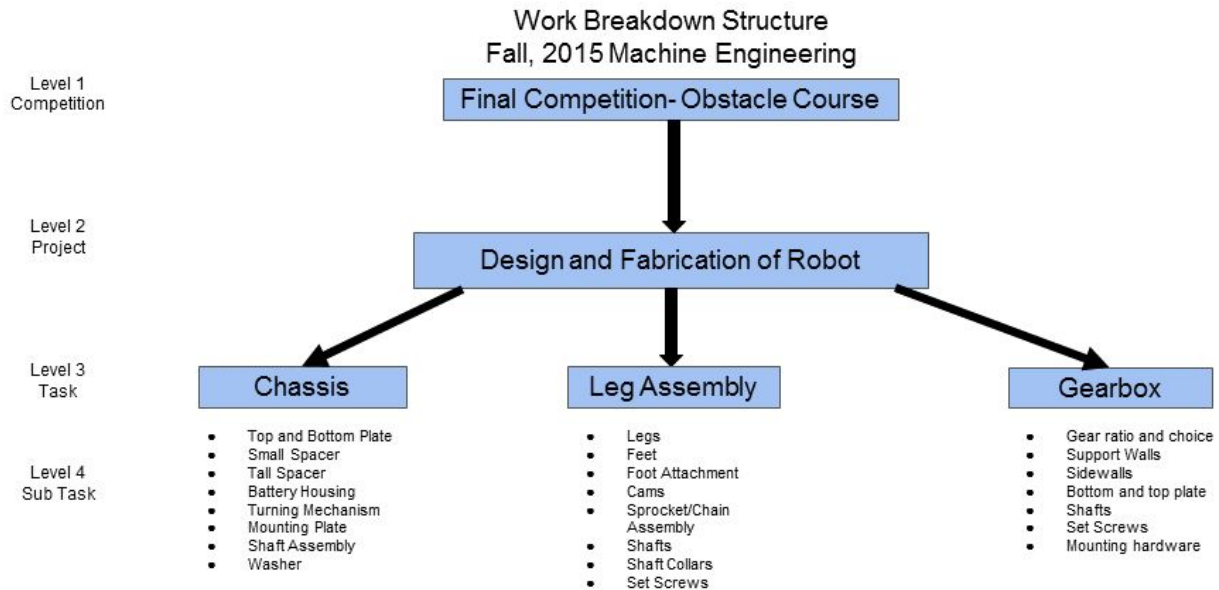 Work Breakdown Structure
Fall, 2015 Machine Engineering
Level 1
Competition
Final Competition- Obstacle Course
Level 2
Project
Design and Fabrication of Robot
Level 3
Task
Chassis
Leg Assembly
Gearbox
Level 4
Sub Task
• Top and Bottom Plate
• Small Spacer
• Tall Spacer
• Battery Housing
• Turning Mechanism
• Mounting Plate
• Shaft Assembly
• Washer
• Legs
• Feet
• Foot Attachment
• Cams
• Sprocket/Chain
Assembly
• Shafts
• Shaft Collars
• Set Screws
• Gear ratio and choice
• Support Walls
• Sidewalls
• Bottom and top plate
• Shafts
• Set Screws
• Mounting hardware